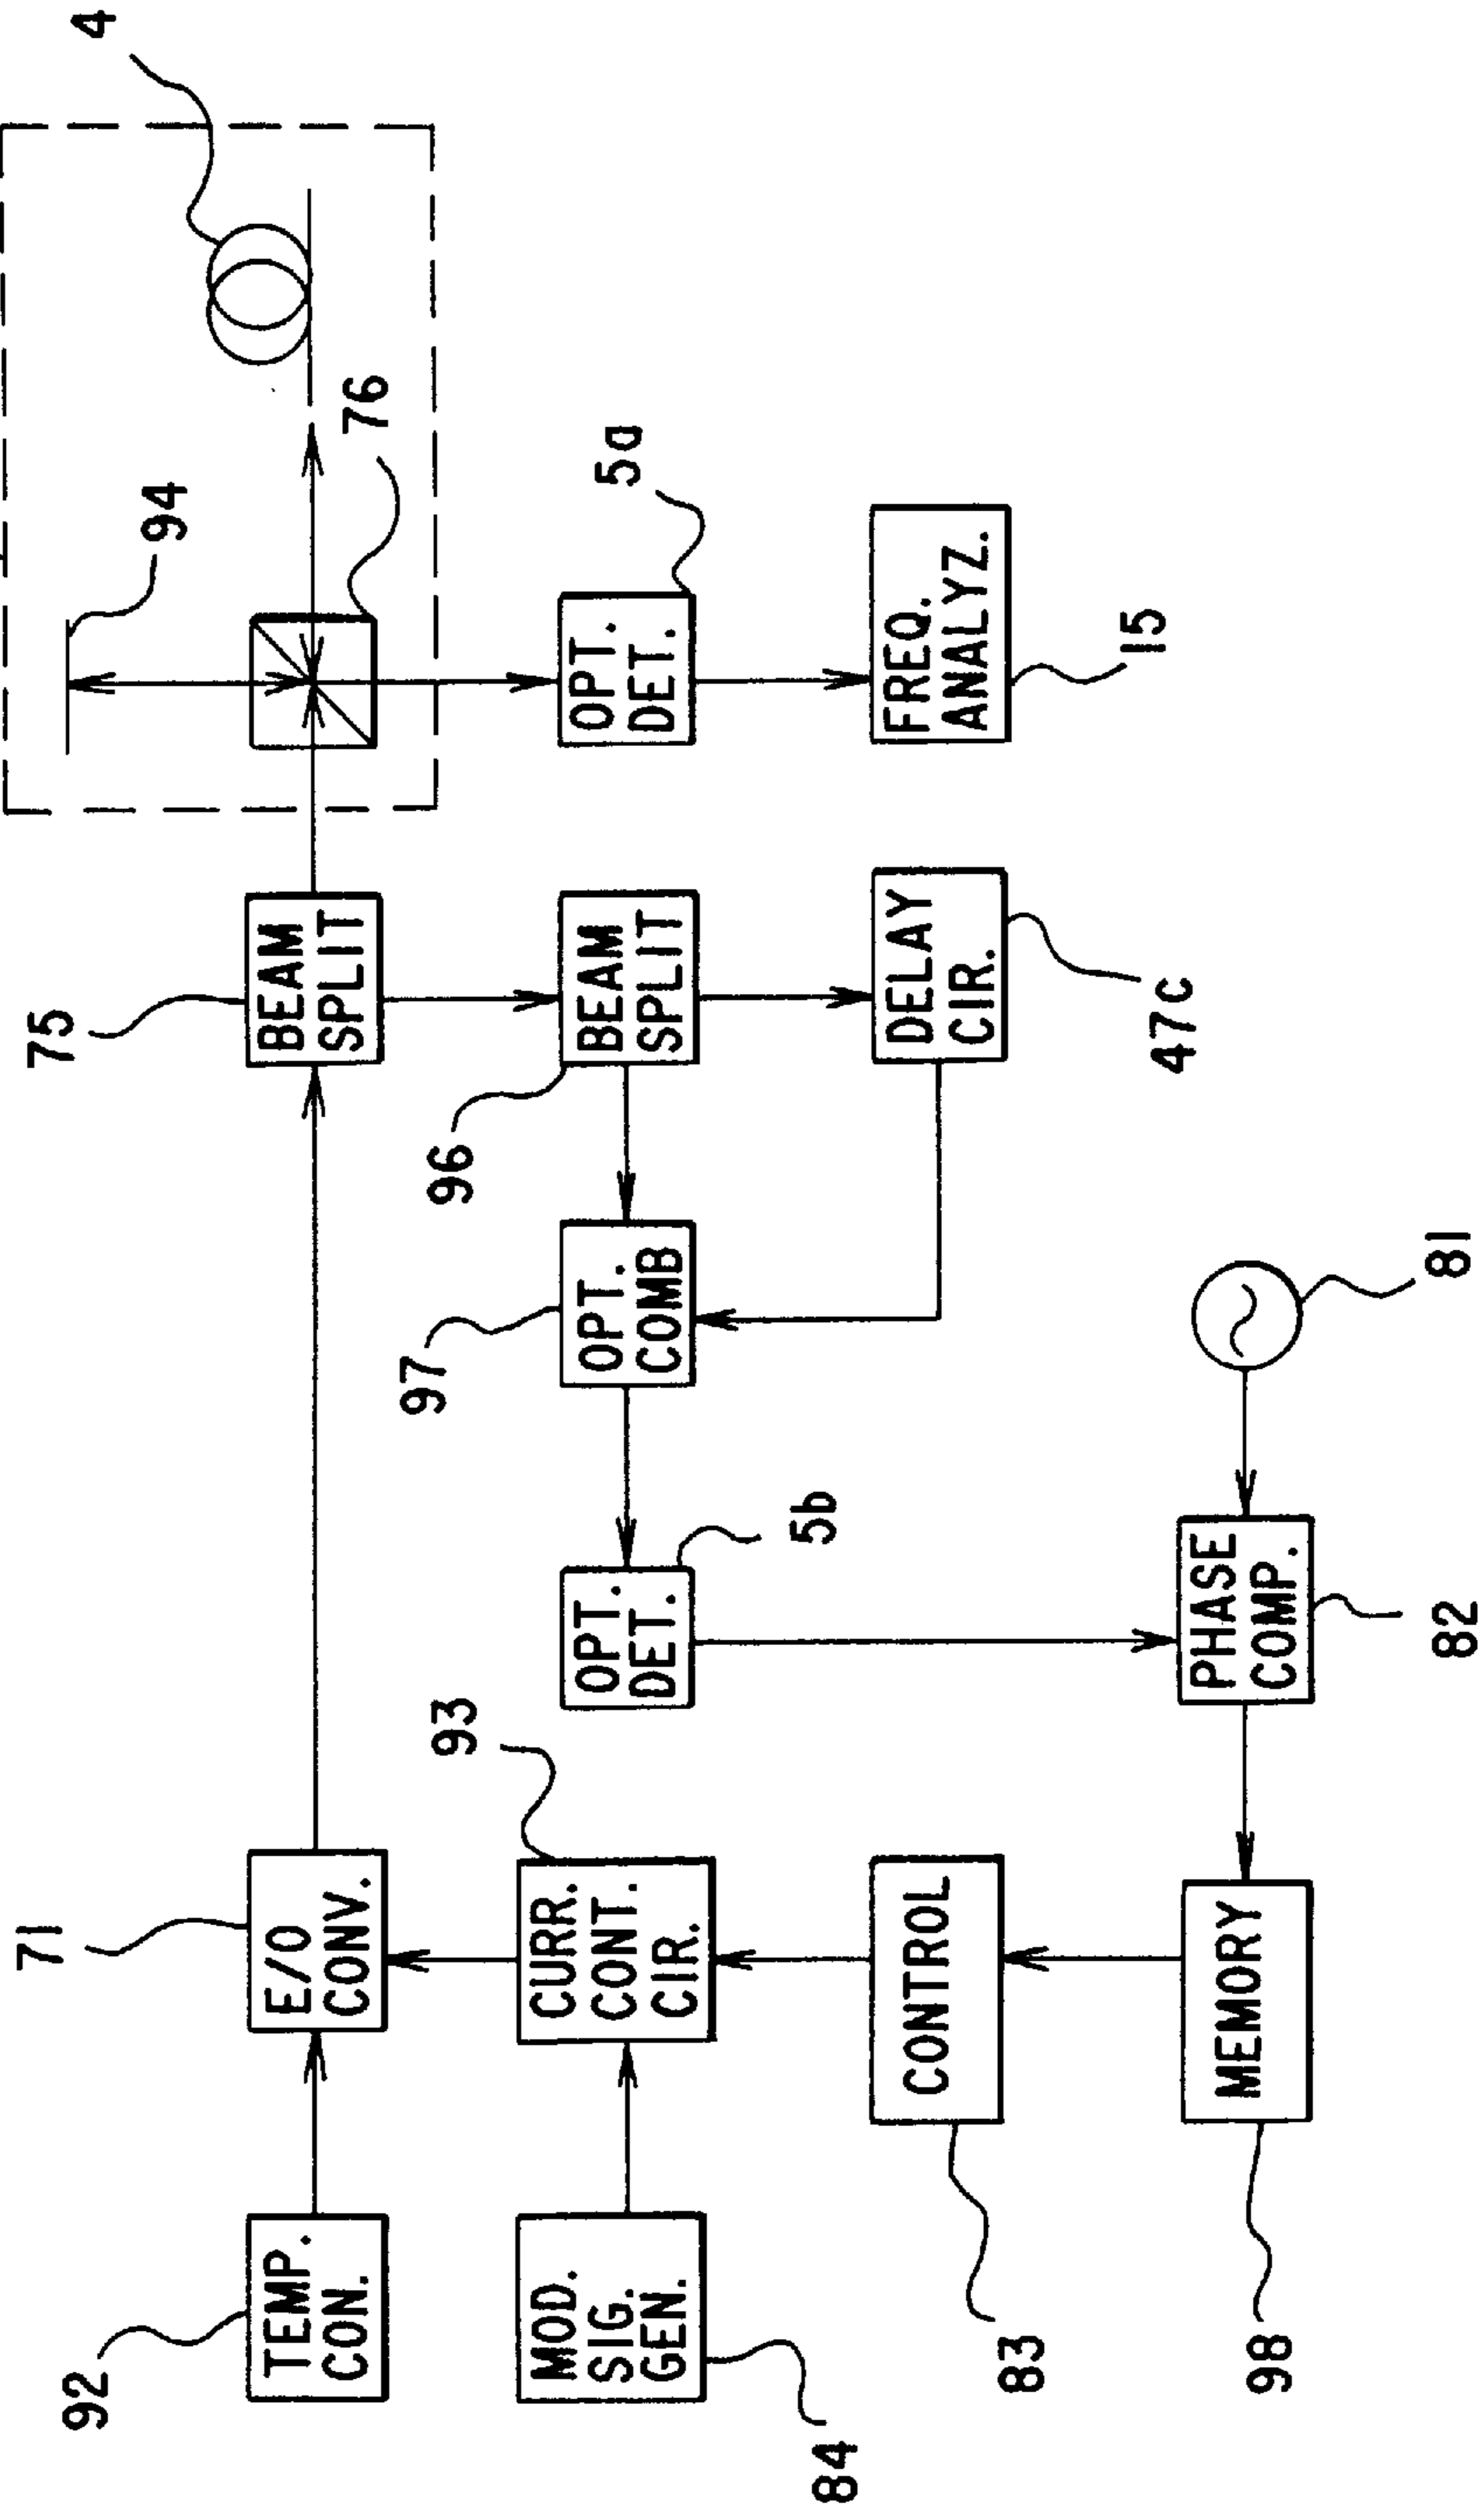 4
94
76
75
71
92
BEAM
SPLIT
E/O
CONV.
TEMP.
CON.
5a
OPT.
DET.
96
BEAM
SPLIT
97
OPT.
COMB
5b
OPT.
DET.
93
CURR.
CONT.
CIR.
MOD.
SIG.
GEN.
84
FREQ.
ANALYZ.
15
DELAY
CIR.
47c
CONTROL
83
81
PHASE
COMP.
82
MEMORY
98